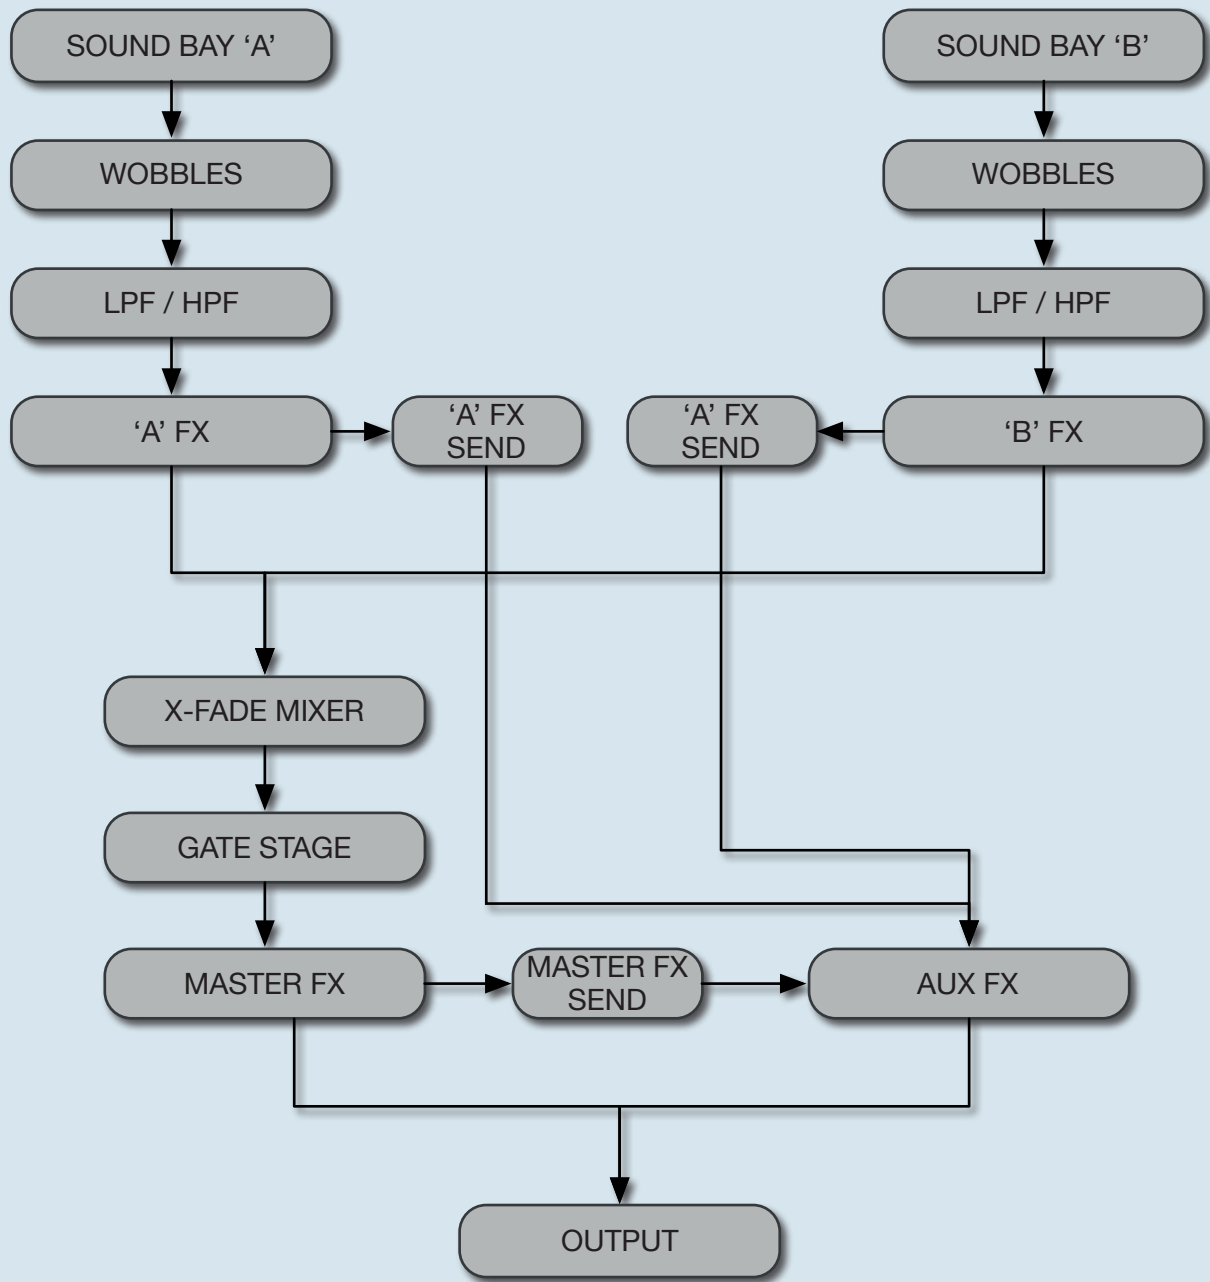 SOUND BAY ‘A’
SOUND BAY ‘B’
WOBBLES
WOBBLES
LPF / HPF
LPF / HPF
‘A’ FX
‘A’ FX
SEND
‘A’ FX
SEND
‘B’ FX
X-FADE MIXER
GATE STAGE
MASTER FX
MASTER FX
SEND
AUX FX
OUTPUT